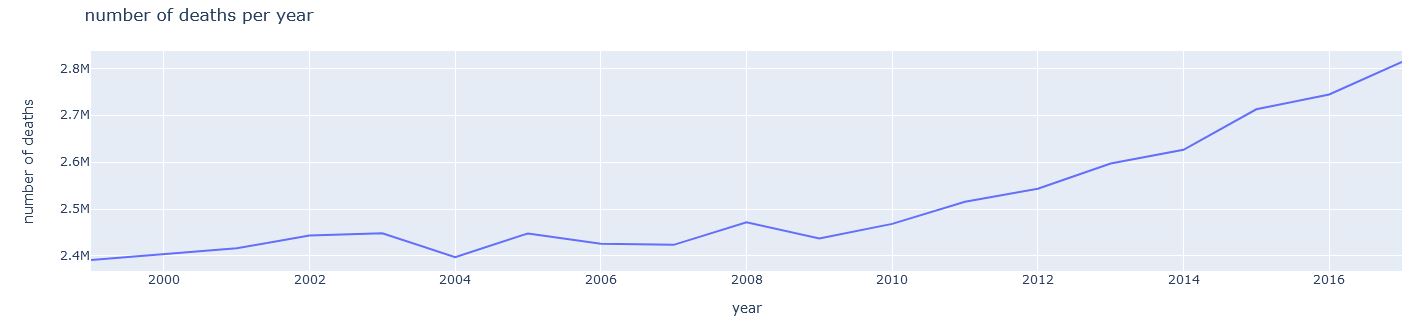 number of deaths per year
2.8M
2.7M
2.6M
2.5M
2.4M
number of deaths
2000 2002 2004 2006 2008 2010 2012 2014 2016
year